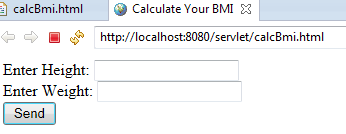 calcBmi.html
Calculate Your BMI
http://localhost:8080/servlet/calcBmi.html
Enter Height:
Enter Weight:
Send